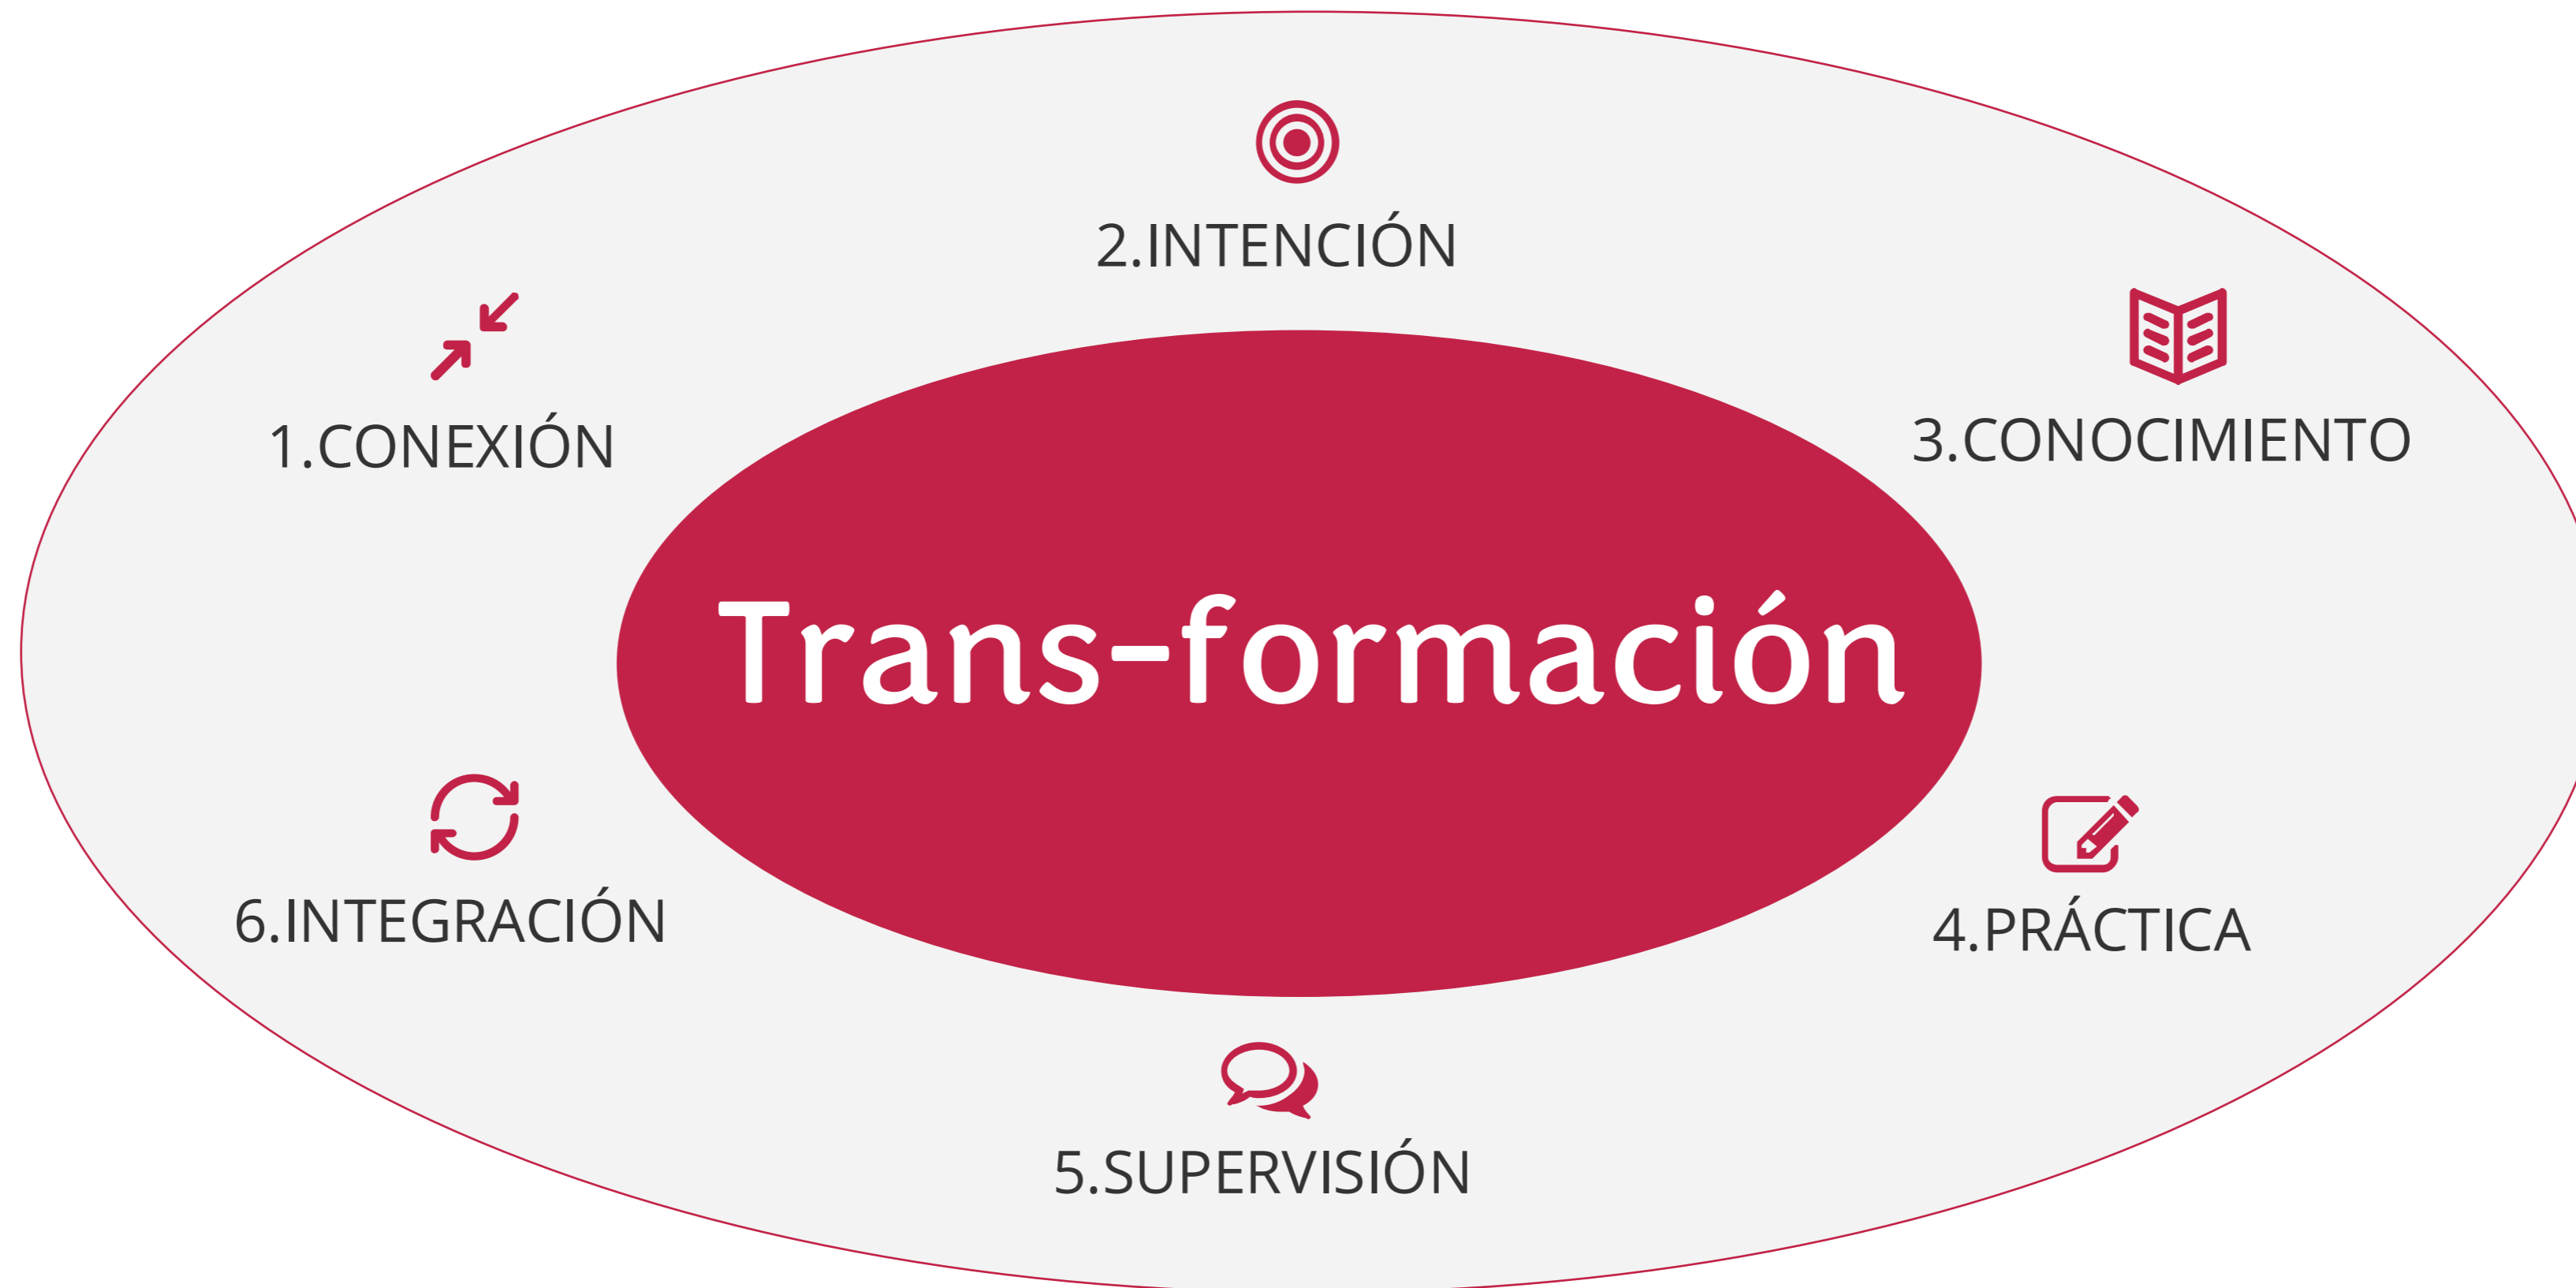 2.INTENCIÓN
1.CONEXIÓN
3.CONOCIMIENTO
Trans-formación
6.INTEGRACIÓN
4.PRÁCTICA
5.SUPERVISIÓN